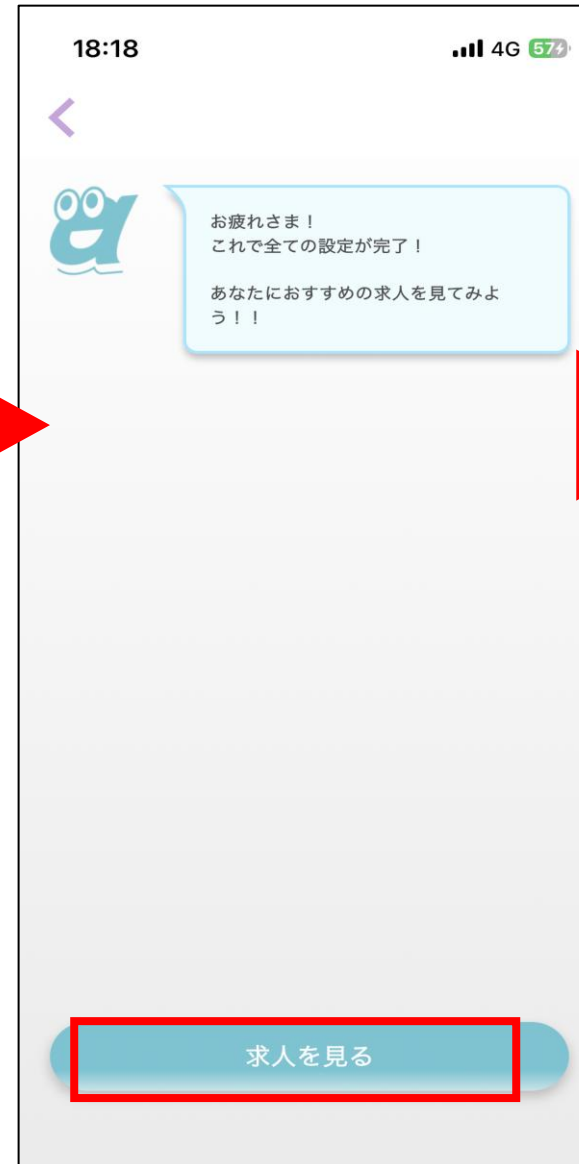 18:18
4G 57
お疲れさま！
これで全ての設定が完了！
あなたにおすすめの求人を見てみよ
う！！
求人を見る